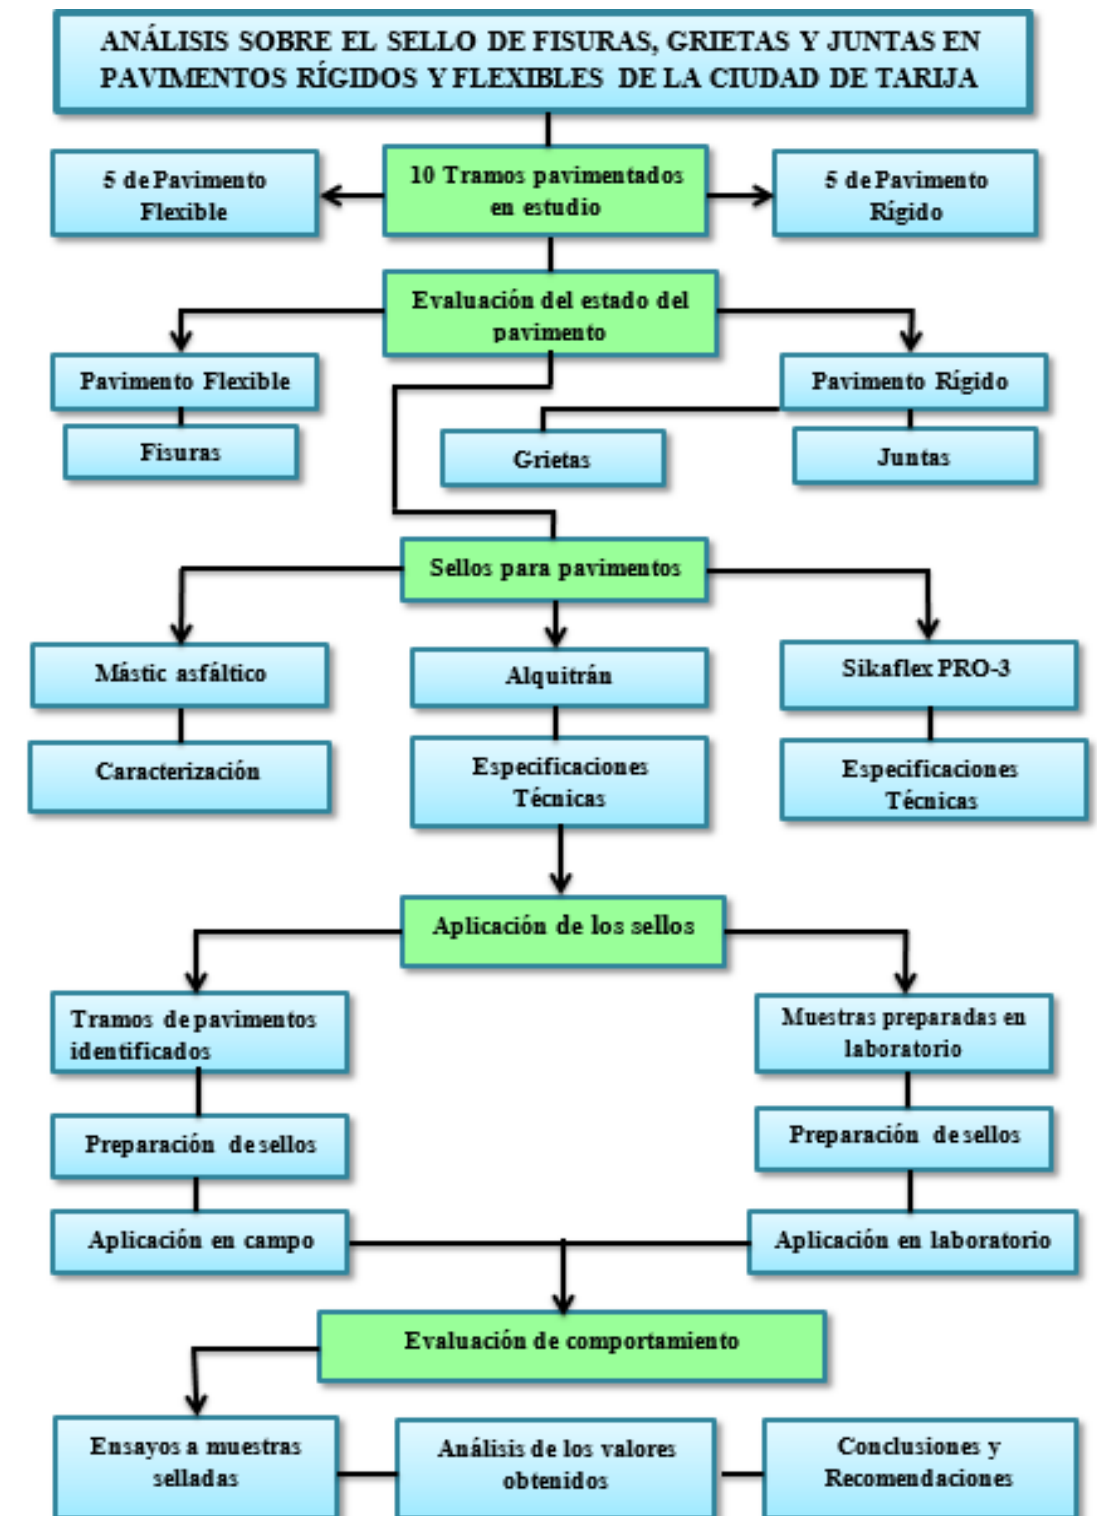 ANÁLISIS SOBRE EL SELLO DE FISURAS, GRIETAS Y JUNTAS EN
PAVIMENTOS RÍGIDOS Y FLEXIBLES DE LA CIUDAD DE TARIJA
5 de Pavimento
Flexible
10 Tramos pavimentados
en estudio
5 de Pavimento
Rígido
Evaluación del estado del
pavimento
Pavimento Flexible
Pavimento Rígido
Fisuras
Grietas
Juntas
Sellos para pavimentos
Mástic asfáltico
Alquitrán
Sikaflex PRO-3
Caracterización
Especificaciones
Técnicas
Especificaciones
Técnicas
Aplicación de los sellos
Tramos de pavimentos
identificados
Muestras preparadas en
laboratorio
Preparación de sellos
Preparación de sellos
Aplicación en campo
Aplicación en laboratorio
Evaluación de comportamiento
Ensayos a muestras
selladas
Análisis de los valores
obtenidos
Conclusiones y
Recomendaciones